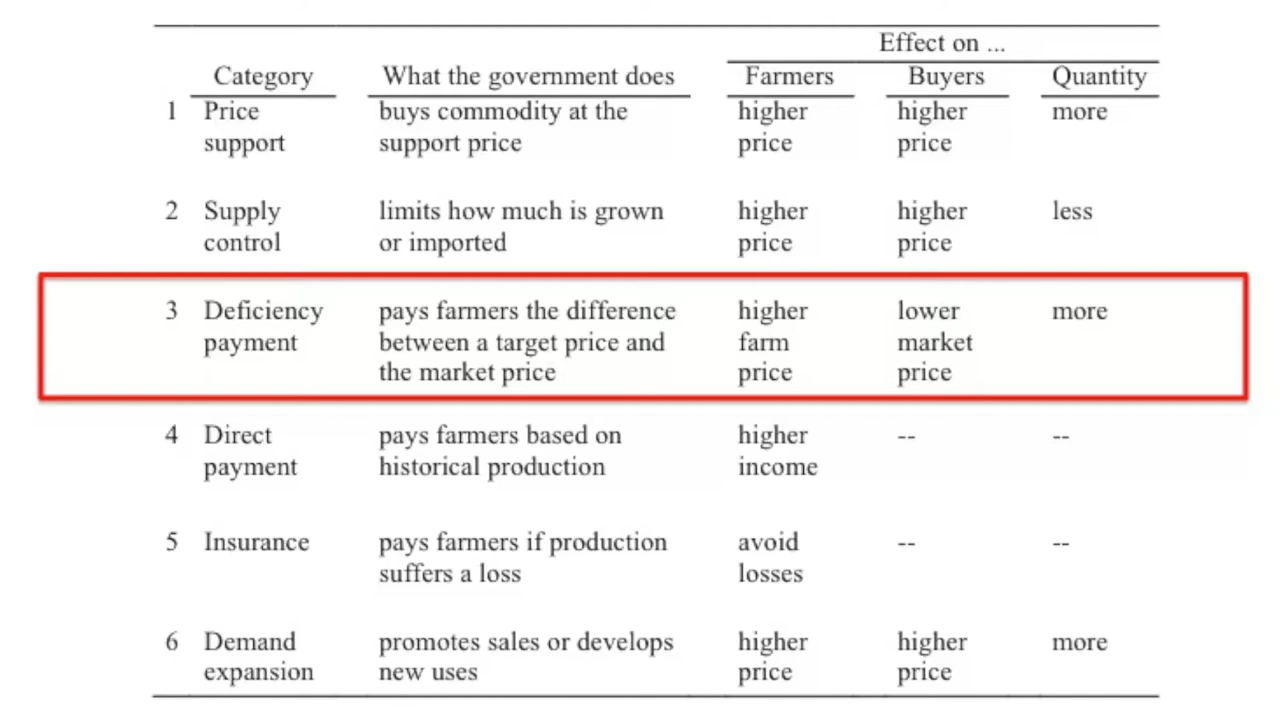 Effect on ...
Category What the government does Farmers Buyers Quantity
1 Price buys commodity at the higher higher more
support support price price price
2 Supply limits how much is grown higher higher less
control or imported price price
3 Deficiency pays farmers the difference higher lower more
payment between a target price and farm market
the market price price price
4 Direct pays farmers based on higher -- --
payment historical production income
5 Insurance pays farmers if production avoid -- --
suffers a loss losses
6 Demand promotes sales or develops higher higher more
expansion new uses price price